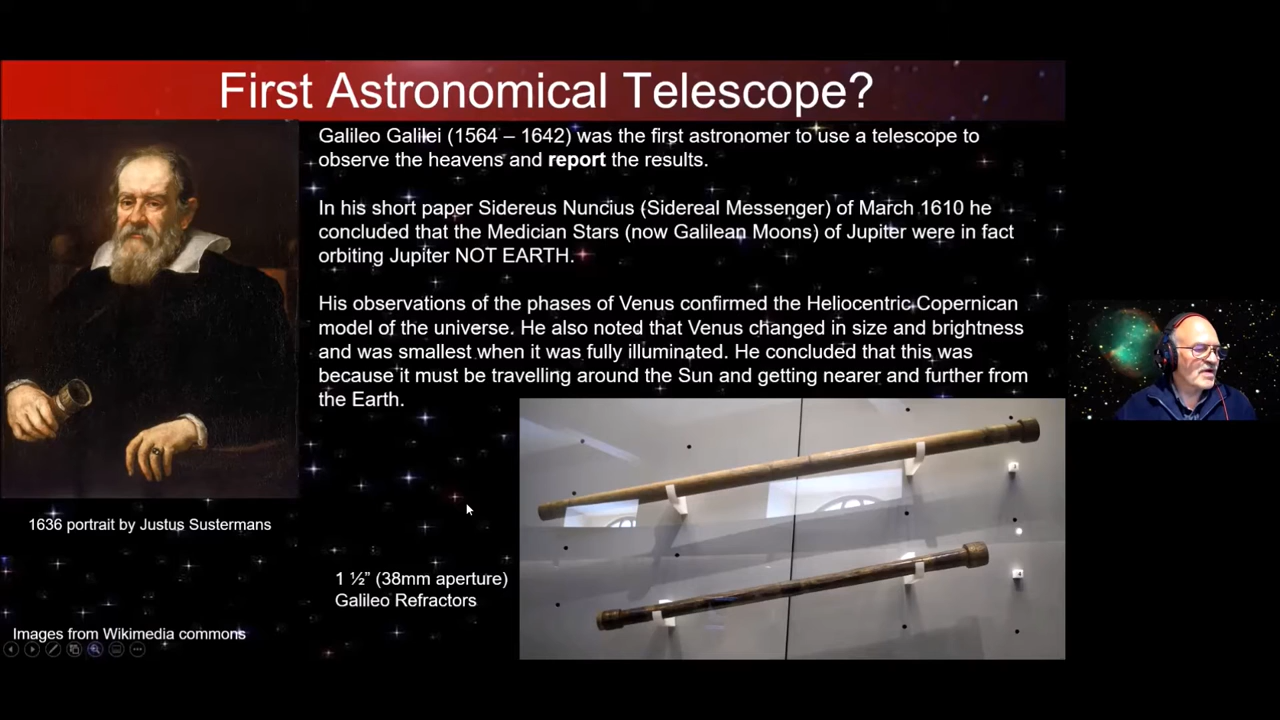 First Astronomical Telescope?
Galileo Galilei (1564 – 1642) was the first astronomer to use a telescope to
observe the heavens and report the results.
In his short paper Sidereus Nuncius (Sidereal Messenger) of March 1610 he
concluded that the Medician Stars (now Galilean Moons) of Jupiter were in fact
orbiting Jupiter NOT EARTH.
His observations of the phases of Venus confirmed the Heliocentric Copernican
model of the universe. He also noted that Venus changed in size and brightness
and was smallest when it was fully illuminated. He concluded that this was
because it must be travelling around the Sun and getting nearer and further from
the Earth.
1636 portrait by Justus Sustermans
1 ½” (38mm aperture)
Galileo Refractors
Images from Wikimedia commons